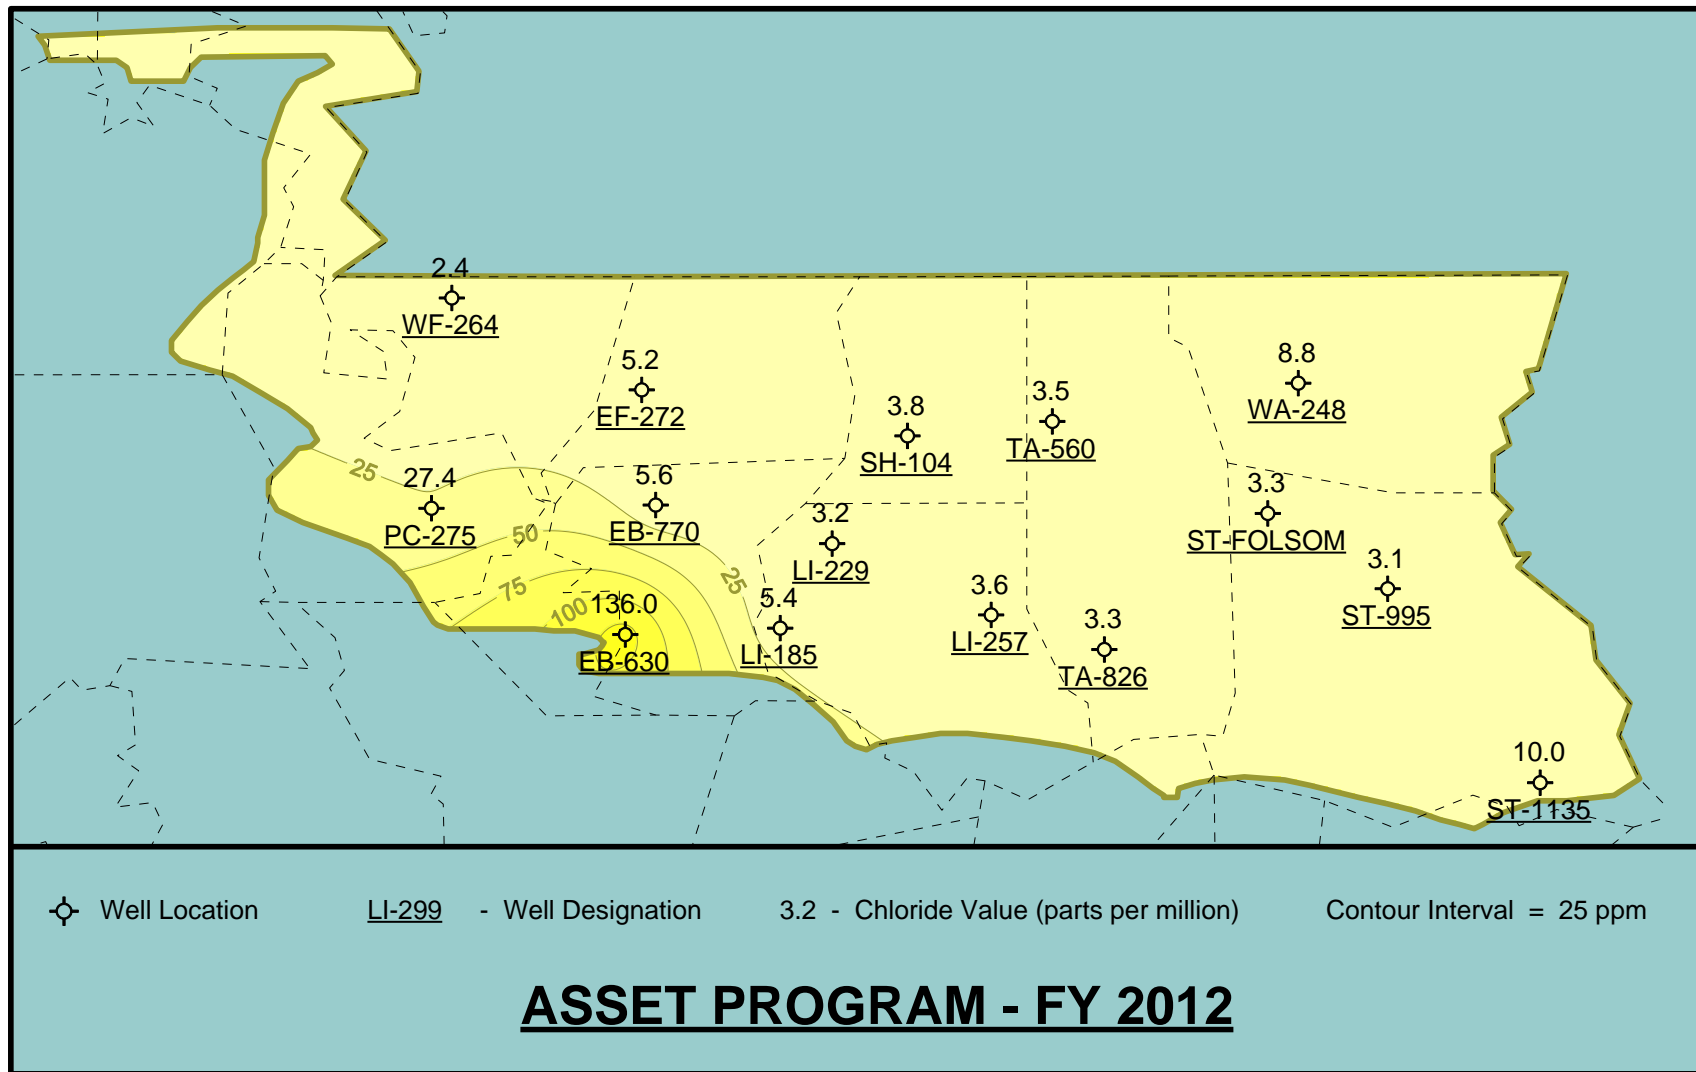 2.4
WF-264
5.2
EF-272
8.8
WA-248
3.8
SH-104
3.5
TA-560
25
27.4
PC-275
5.6
EB-770
3.3
ST-FOLSOM
50
3.2
LI-229
75
25
3.1
ST-995
100
136.0
EB-630
5.4
LI-185
3.6
LI-257
3.3
TA-826
10.0
ST-1135
Well Location LI-299 - Well Designation 3.2 - Chloride Value (parts per million) Contour Interval = 25 ppm
ASSET PROGRAM - FY 2012